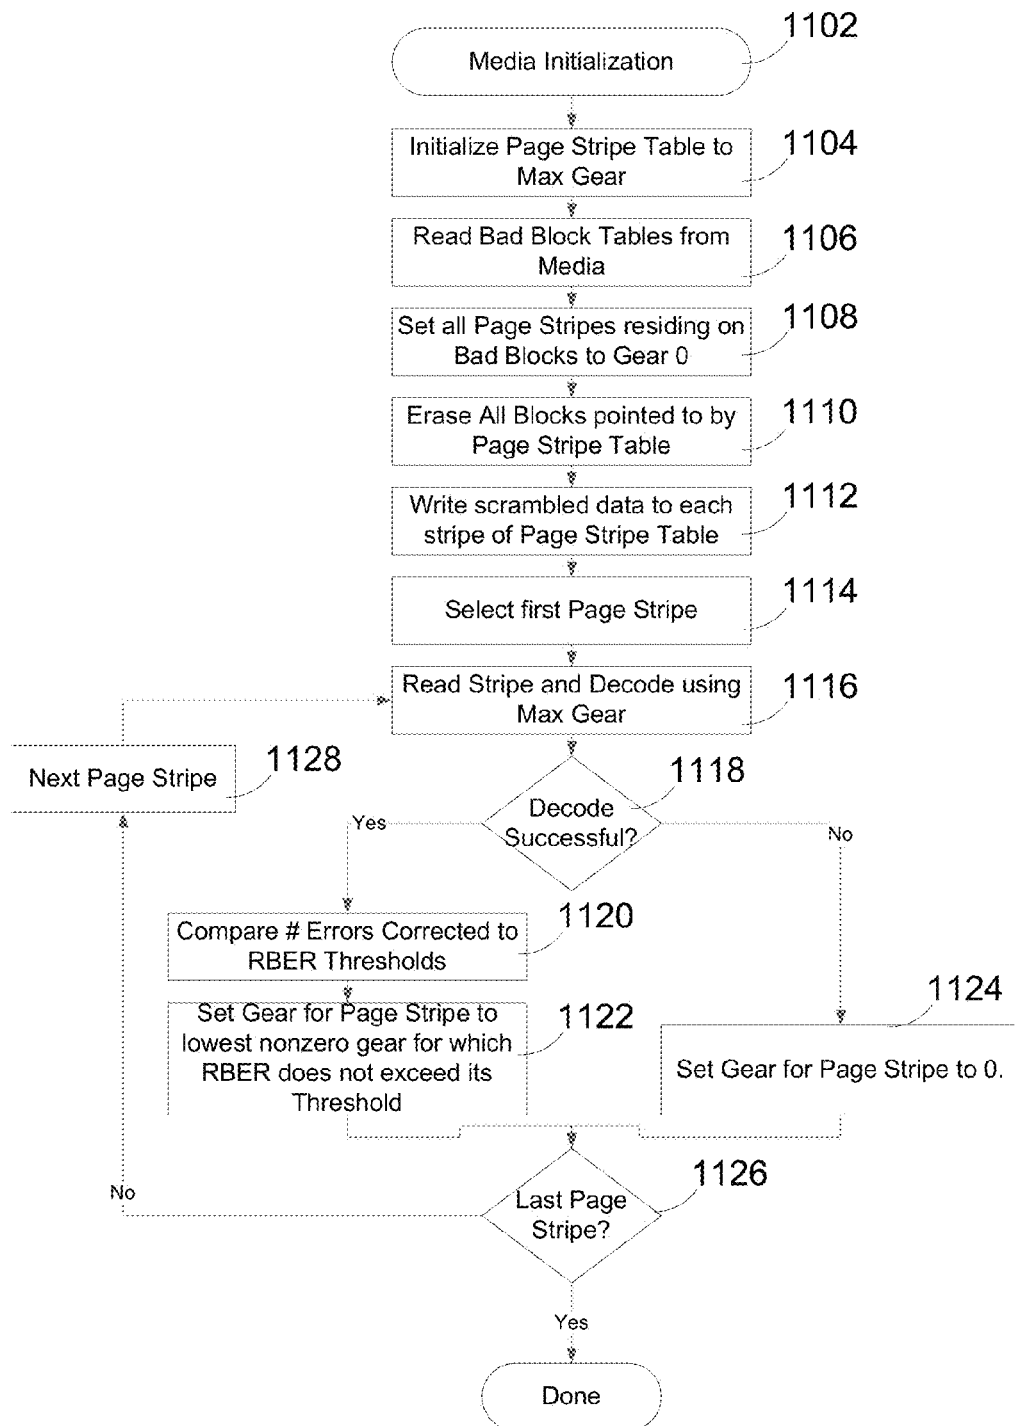 1102
Media Initialization
1104
Initialize Page Stripe Table to
Max Gear
1106
Read Bad Block Tables from
Media
1108
Set all Page Stripes residing on
Bad Blocks to Gear 0
1110
Erase All Blocks pointed to by
Page Stripe Table
1112
Write scrambled data to each
stripe of Page Stripe Table
1114
Select first Page Stripe
1116
Read Stripe and Decode using
Max Gear
1128
Next Page Stripe
1118
Decode
Successful?
Yes
No
1120
Compare # Errors Corrected to
RBER Thresholds
1122
Set Gear for Page Stripe to
lowest nonzero gear for which
RBER does not exceed its
Threshold
1124
Set Gear for Page Stripe to 0.
1126
Last Page
Stripe?
No
Yes
Done